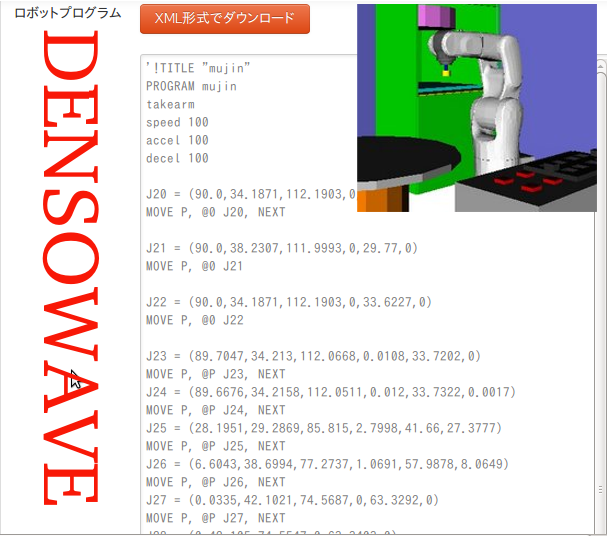 ロボットプログラム
XML形式でダウンロード
DENSOWAVE
'!TITLE "mujin"
PROGRAM mujin
takearm
speed 100
accel 100
decel 100
J20 = (90.0,34.1871,112.1903,0
MOVE P, @0 J20, NEXT
J21 = (90.0,38.2307,111.9993,0,29.77,0)
MOVE P, @0 J21
J22 = (90.0,34.1871,112.1903,0,33.6227,0)
MOVE P, @0 J22
J23 = (89.7047,34.213,112.0668,0.0108,33.7202,0)
MOVE P, @P J23, NEXT
J24 = (89.6676,34.2158,112.0511,0.012,33.7322,0.0017)
MOVE P, @P J24, NEXT
J25 = (28.1951,29.2869,85.815,2.7998,41.66,27.3777)
MOVE P, @P J25, NEXT
J26 = (6.6043,38.6994,77.2737,1.0691,57.9878,8.0649)
MOVE P, @P J26, NEXT
J27 = (0.0335,42.1021,74.5687,0,63.3292,0)
MOVE P, @P J27, NEXT